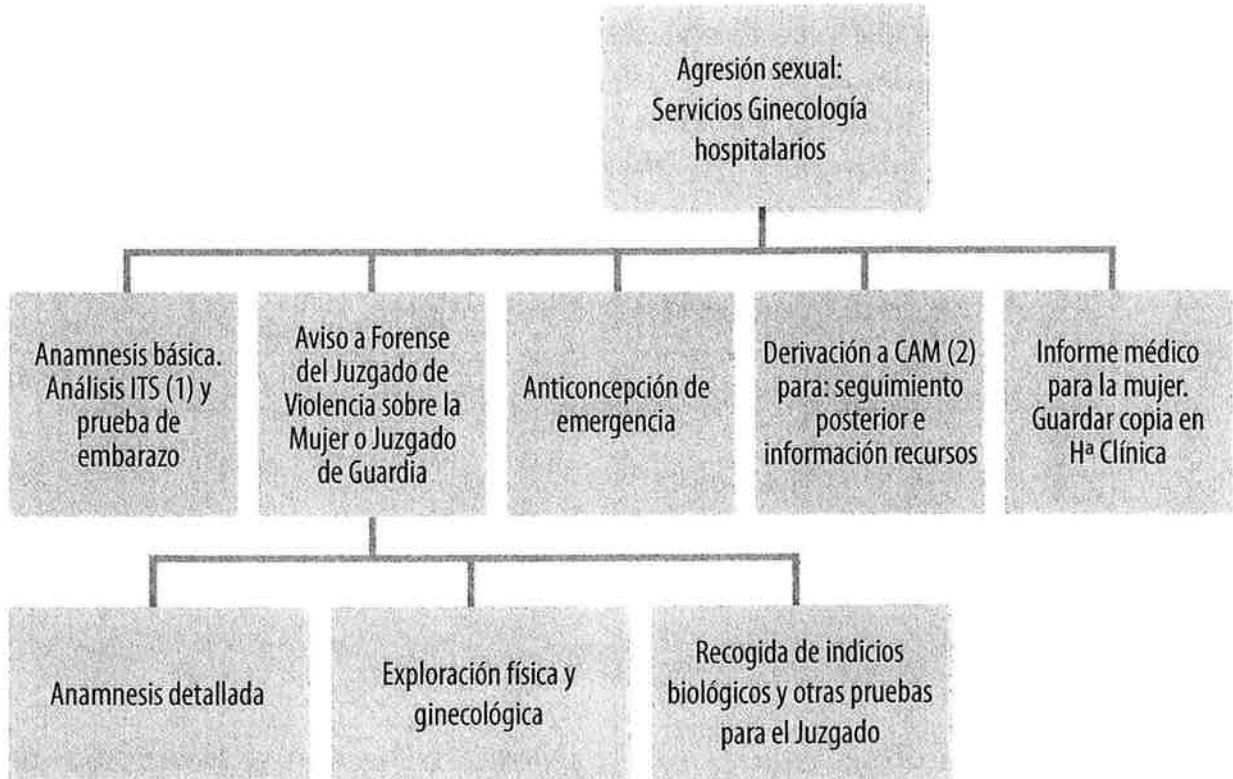 Agresión sexual:
Servicios Ginecología
hospitalarios
Anamnesis básica.
Análisis ITS (1) y
prueba de
embarazo
Aviso a Forense
del Juzgado de
Violencia sobre la
Mujer o Juzgado
de Guardia
Anticoncepción de
emergencia
Derivación a CAM (2)
para: seguimiento
posterior e
información recursos
Informe médico
para la mujer.
Guardar copia en
Hª Clínica
Anamnesis detallada
Exploración física y
ginecológica
Recogida de indicios
biológicos y otras pruebas
para el Juzgado